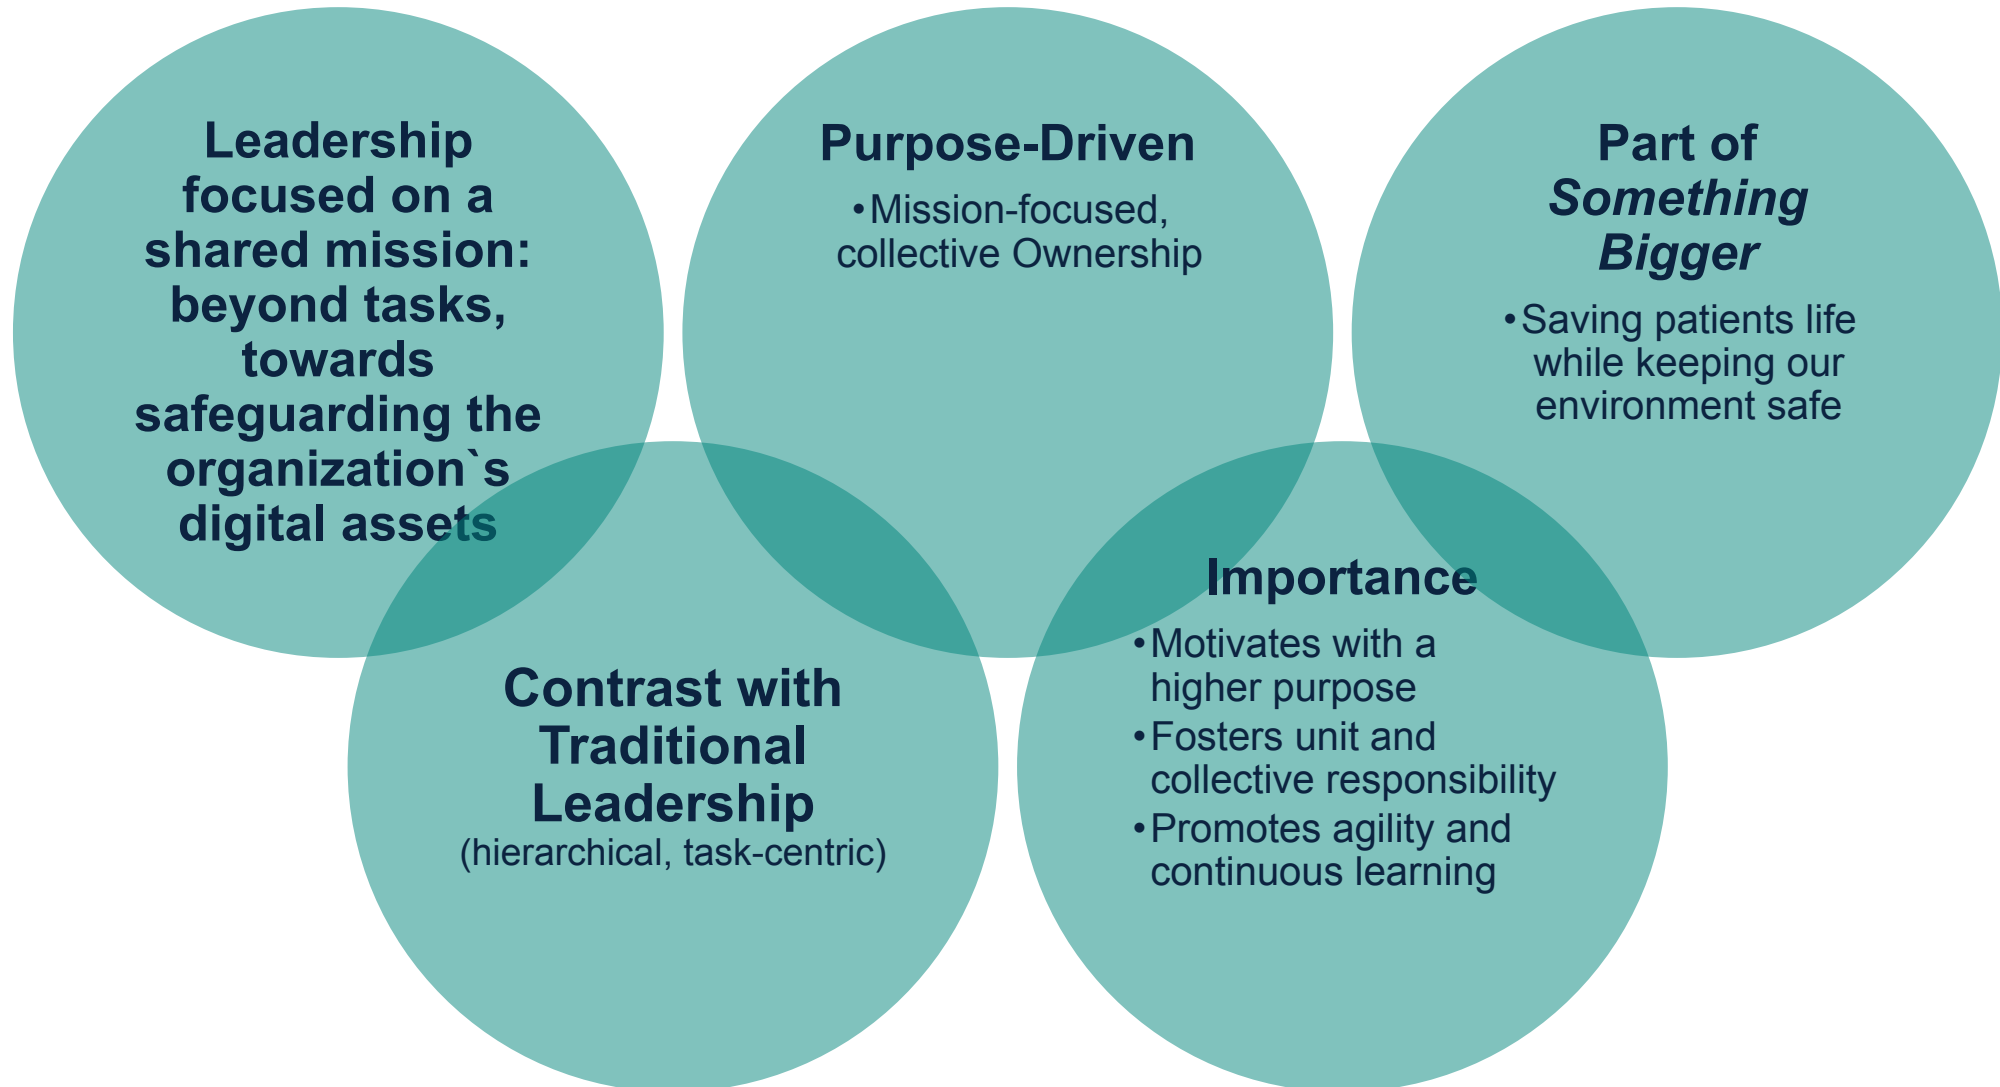 Leadership
focused on a
shared mission:
beyond tasks,
towards
safeguarding the
organization`s
digital assets
Contrast with
Traditional
Leadership
(hierarchical, task-centric)
Purpose-Driven
•Mission-focused,
collective Ownership
Importance
•Motivates with a
higher purpose
•Fosters unit and
collective responsibility
•Promotes agility and
continuous learning
Part of
Something
Bigger
•Saving patients life
while keeping our
environment safe